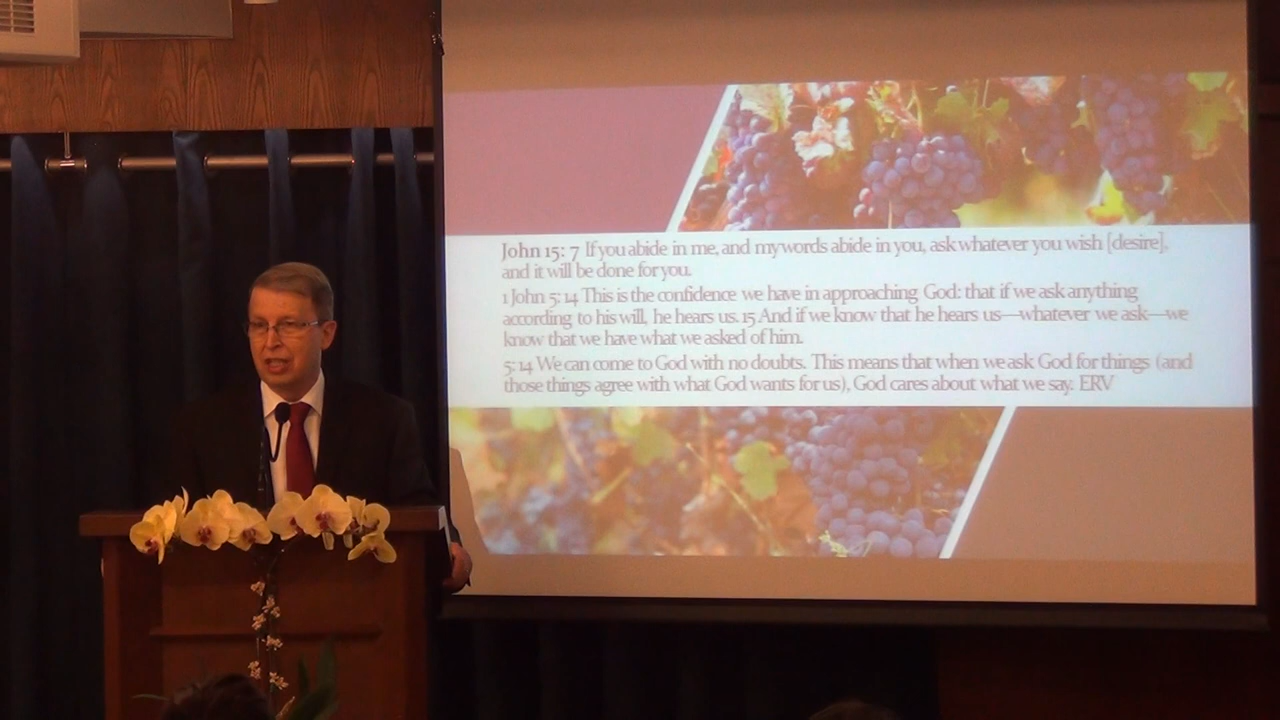 John 15: 7 If you abide in me, and my words abide in you, ask whatever you wish [desire],
and it will be done for you.
1 John 5: 14 This is the confidence we have in approaching God: that if we ask anything
according to his will, he hears us. 15 And if we know that he hears us—whatever we ask—we
know that we have what we asked of him.
5: 14 We can come to God with no doubts. This means that when we ask God for things (and
those things agree with what God wants for us), God cares about what we say. ERV